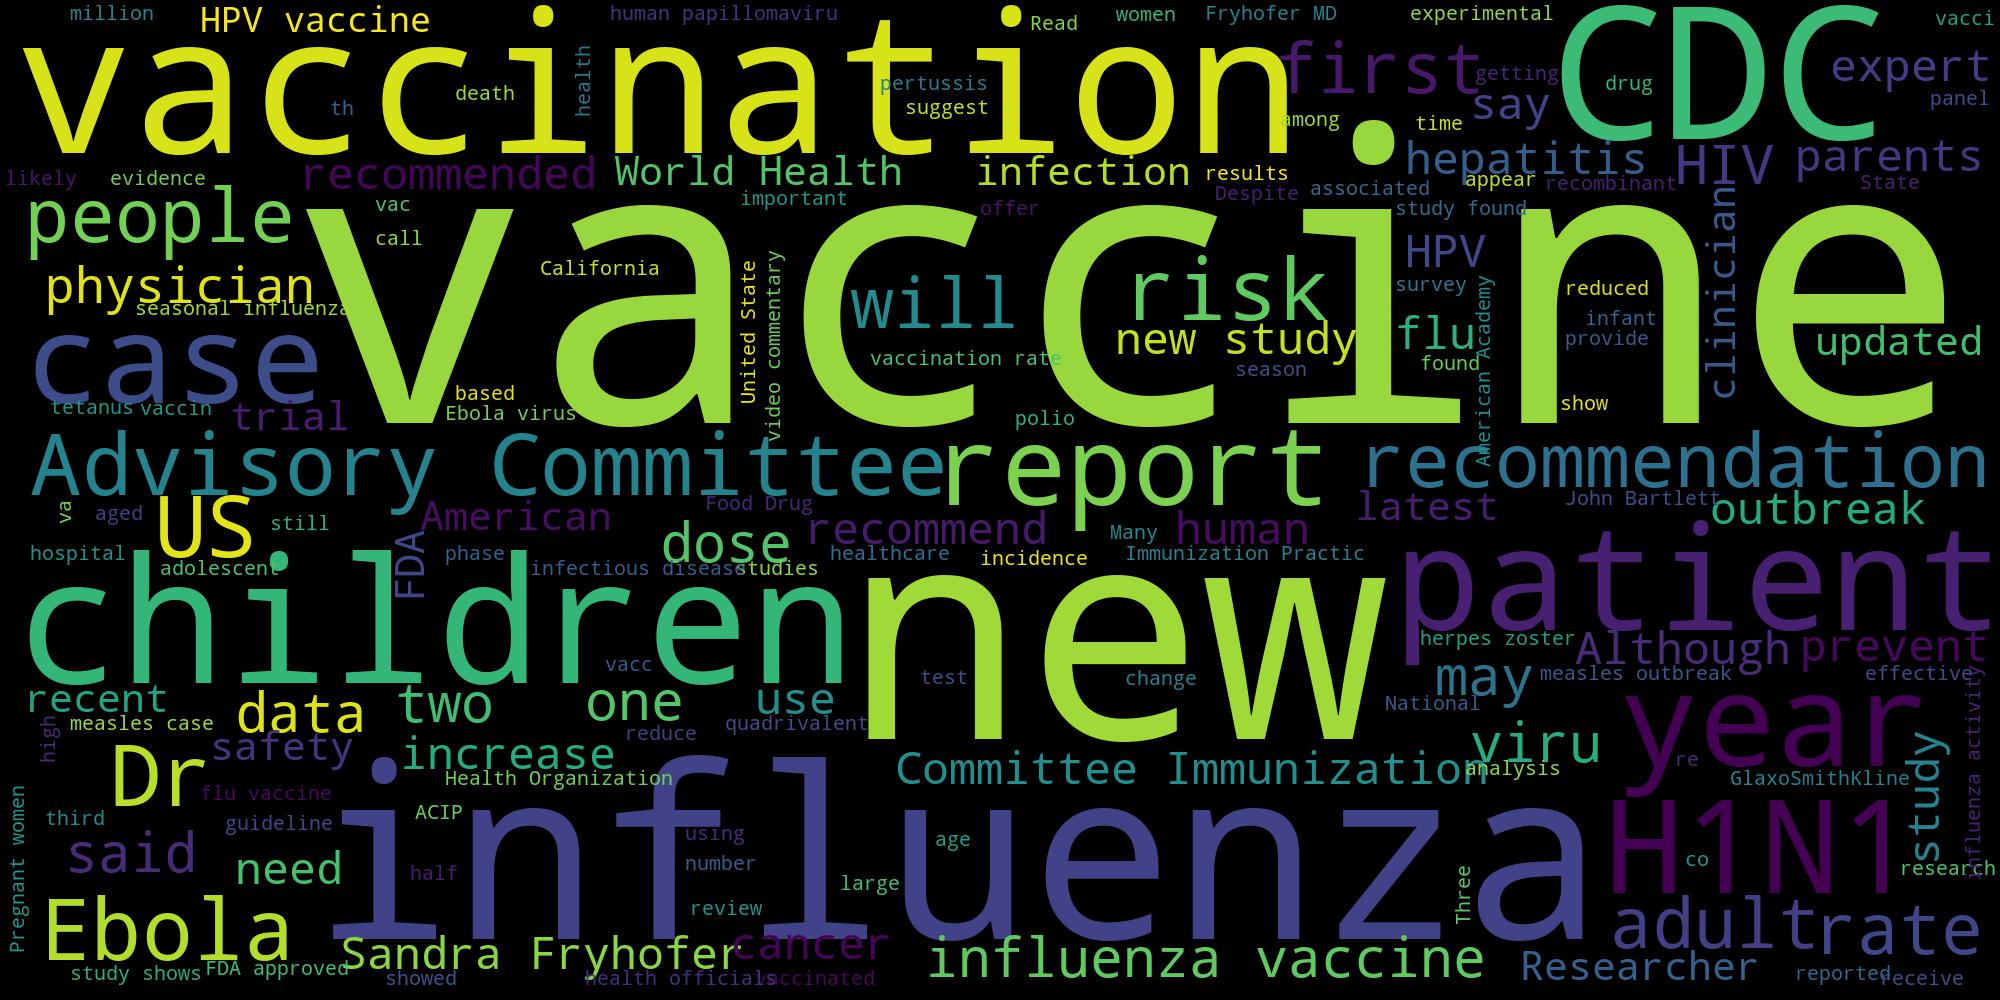 million
HPV vaccine
human papillomaviru
Read
women
Fryhofer MD
experimental
vacci
vaccination
first
CDC
expert
getting
drug
say
panel
health
pertussis
suggest
death
th
among
time
likely
evidence
recommended
World Health
infection
results
hepatitis
HIV
parents
important
offer
Despite
associated
appear
recombinant
State
people
vac
call
vaccine
study found
clinician
physician
seasonal influenza
California
United State
video commentary
will
risk
HPV
survey
American Academy
reduced
infant
provide
case
vaccination rate
new study
season
flu
found
updated
tetanus
vaccin
trial
based
Ebola virus
polio
show
Advisory Committee
report
recommendation
va
aged
US
still
American
Food Drug
recommend
Many
human
latest
John Bartlett
outbreak
hospital
adolescent
FDA
phase
infectious disease
dose
studies
healthcare
incidence
Immunization Practic
children
new
patient
herpes zoster
Although
prevent
vacc
test
change
may
measles outbreak
effective
recent
measles case
data
two
one
use
quadrivalent
National
year
high
safety
increase
reduce
viru
Dr
Health Organization
Committee Immunization
analysis
re
GlaxoSmithKline
study
influenza activity
flu vaccine
third
guideline
ACIP
influenza
H1N1
Pregnant women
said
need
half
using
number
age
large
co
research
Ebola
review
Three
adult
rate
Sandra Fryhofer
cancer
influenza vaccine
Researcher
study shows
FDA approved
showed
health officials
vaccinated
reported
receive